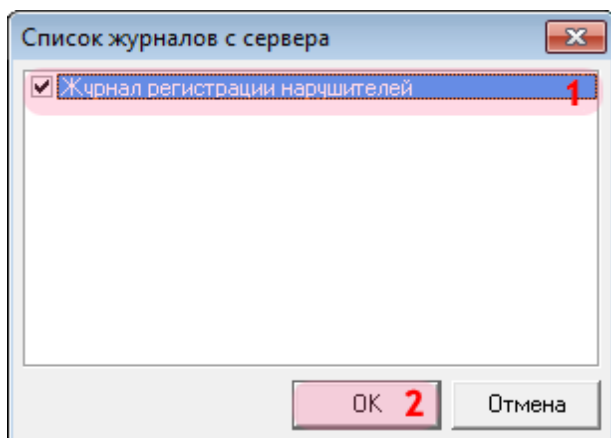 Список журналов с сервера
Журнал регистрации нарушителей 1
OK 2 Отмена